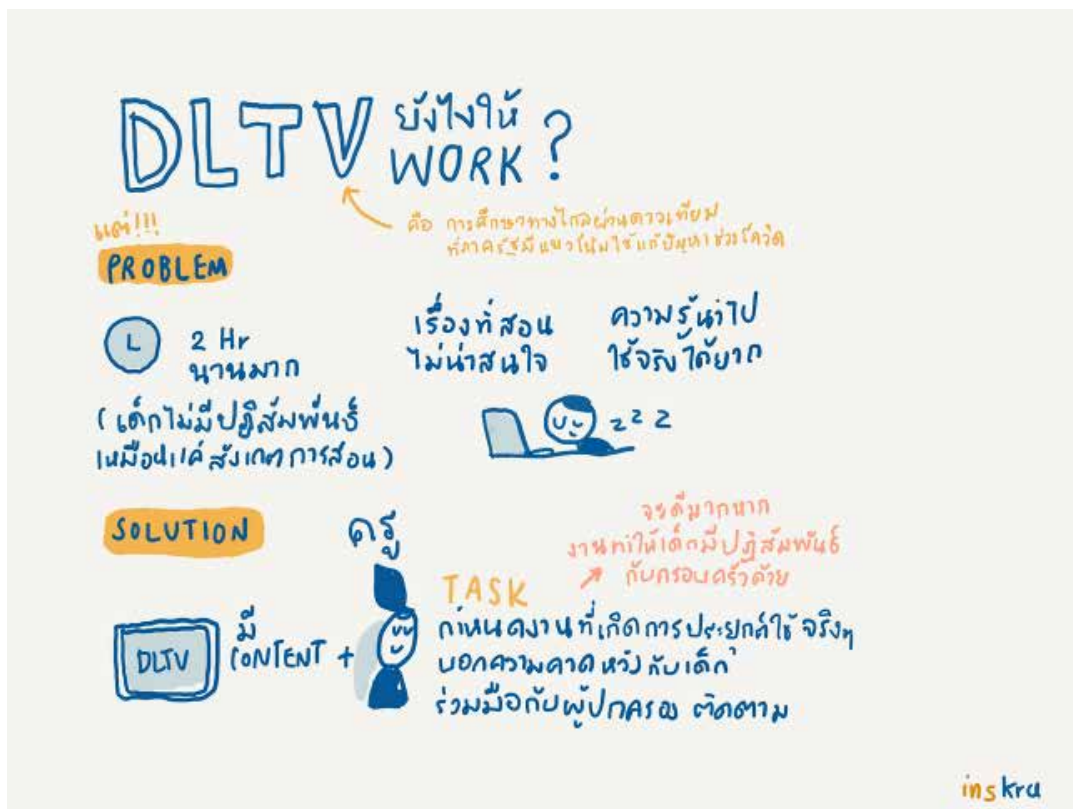 DLTV ยังไงให้
WORK ?
คือ การศึกษาทางไกลผ่านดาวเทียม
ที่ภาครัฐมีแนวโน้มใช้แก้ปัญหาช่วงโควิด
แต่!!!
PROBLEM
2 Hr
นานมาก
(เด็กไม่มีปฏิสัมพันธ์
เหมือนแค่สังเกตการสอน)
เรื่องที่สอน
ไม่น่าสนใจ
ความรู้นำไป
ใช้จริงได้ยาก
z z z
SOLUTION
DLTV
มี
CONTENT +
ครู
TASK
จะดีมากหาก
งานทำให้เด็กมีปฏิสัมพันธ์
กับครอบครัวด้วย
กำหนดงานที่เกิดการประยุกต์ใช้จริงๆ
บอกความคาดหวังกับเด็ก
ร่วมมือกับผู้ปกครอง ติดตาม
inskru